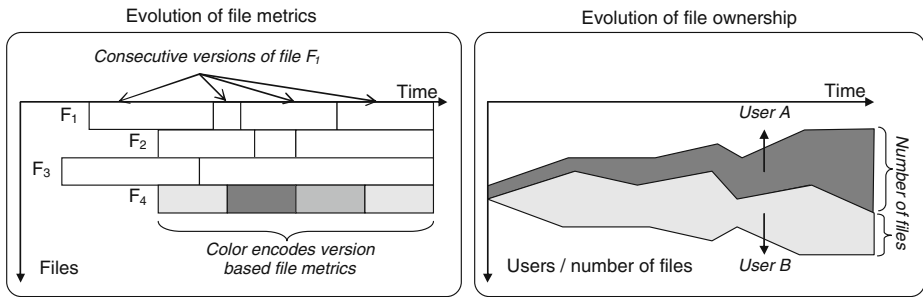 Evolution of file metrics
Consecutive versions of file F1
Time
F1
F2
F3
F4
Color encodes version
based file metrics
Files
Evolution of file ownership
Time
User A
Number of files
Users / number of files
User B